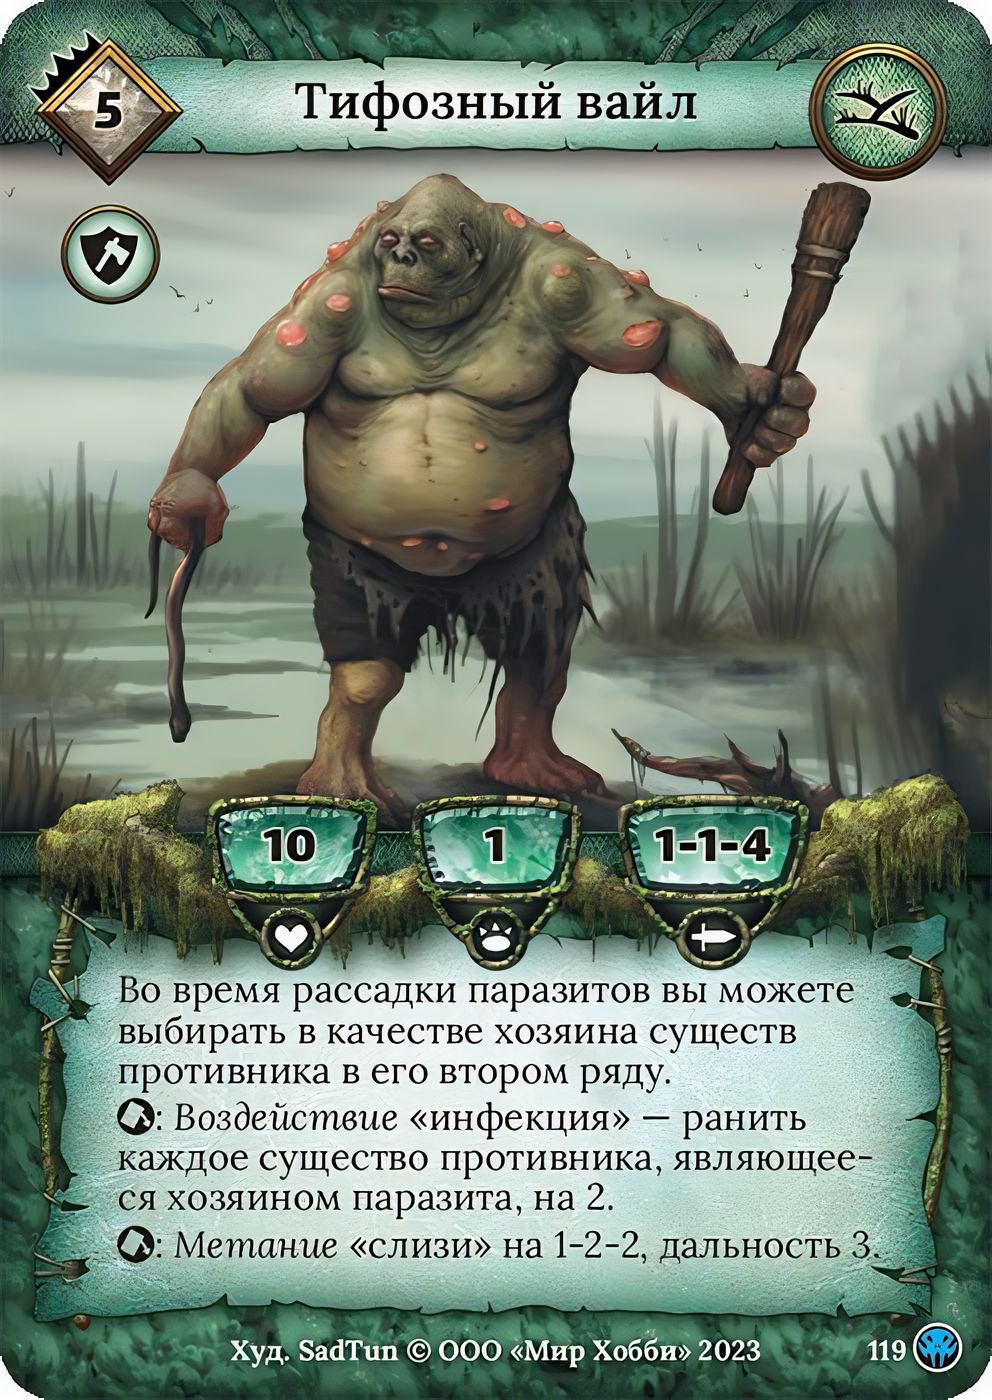 5
Тифозный вайл
10
1
1-1-4
Во время рассадки паразитов вы можете
выбирать в качестве хозяина существ
противника в его втором ряду.
: Воздействие «инфекция» — ранить
каждое существо противника, являющее-
ся хозяином паразита, на 2.
: Метание «слизи» на 1-2-2, дальность 3.
Худ. SadTun © ООО «Мир Хобби» 2023
119